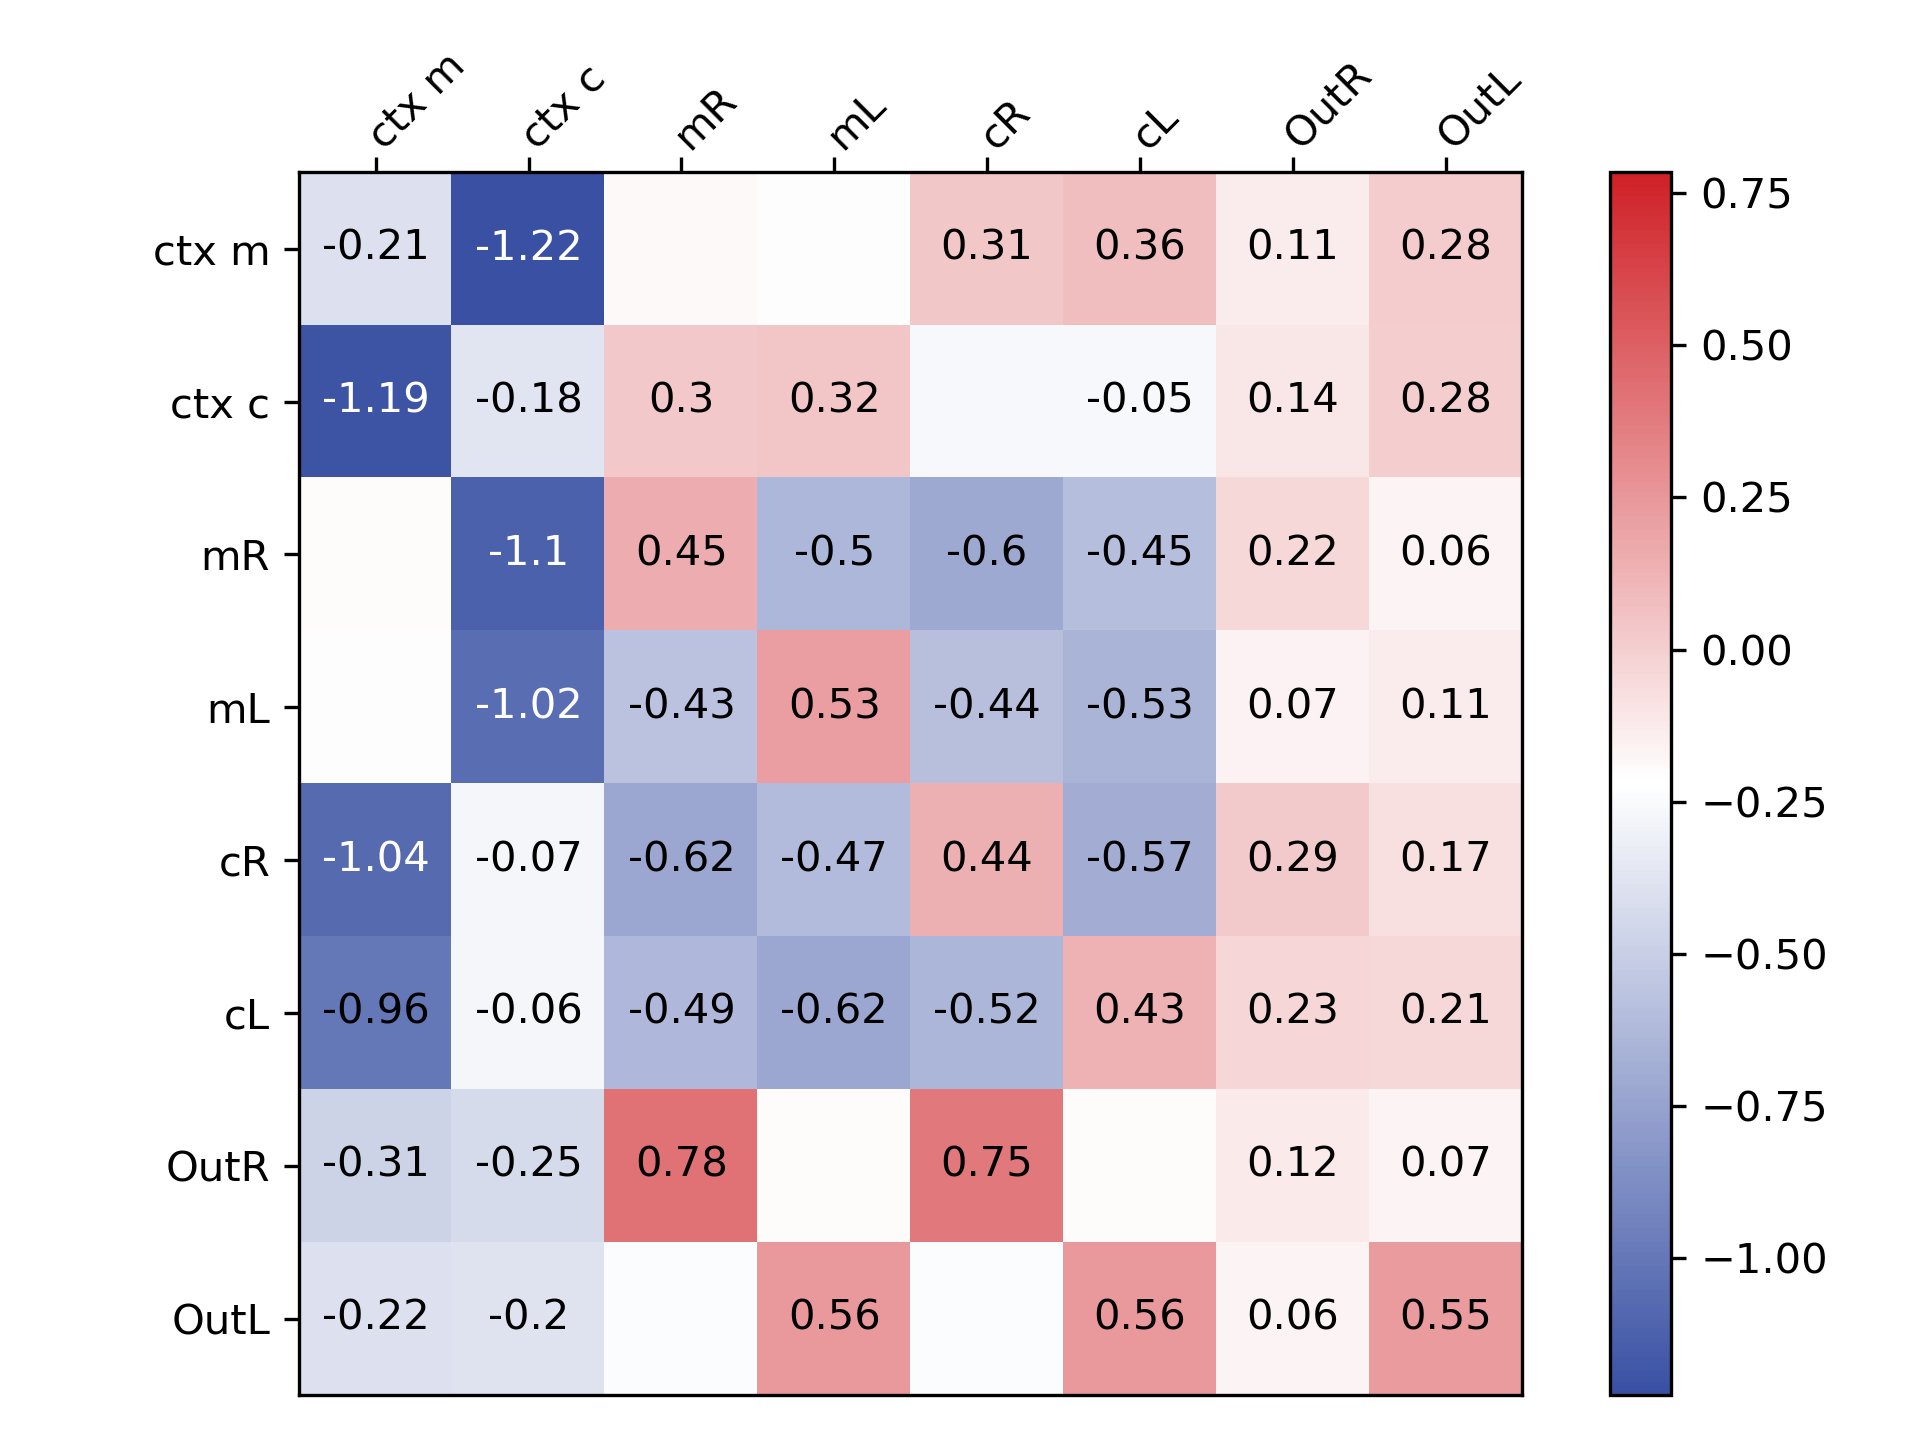 ctx m ctx c mR mL cR cL OutR OutL
ctx m -0.21 -1.22 0.31 0.36 0.11 0.28
ctx c -1.19 -0.18 0.3 0.32 -0.05 0.14 0.28
mR -1.1 0.45 -0.5 -0.6 -0.45 0.22 0.06
mL -1.02 -0.43 0.53 -0.44 -0.53 0.07 0.11
cR -1.04 -0.07 -0.62 -0.47 0.44 -0.57 0.29 0.17
cL -0.96 -0.06 -0.49 -0.62 -0.52 0.43 0.23 0.21
OutR -0.31 -0.25 0.78 0.75 0.12 0.07
OutL -0.22 -0.2 0.56 0.56 0.06 0.55
0.75
0.50
0.25
0.00
−0.25
−0.50
−0.75
−1.00